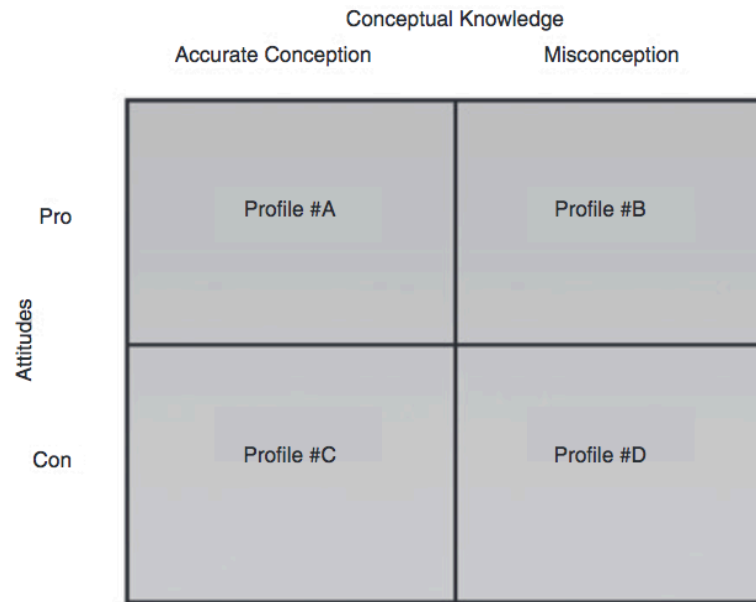 Conceptual Knowledge
Accurate Conception Misconception
Pro
Profile #A Profile #B
Attitudes
Con
Profile #C Profile #D